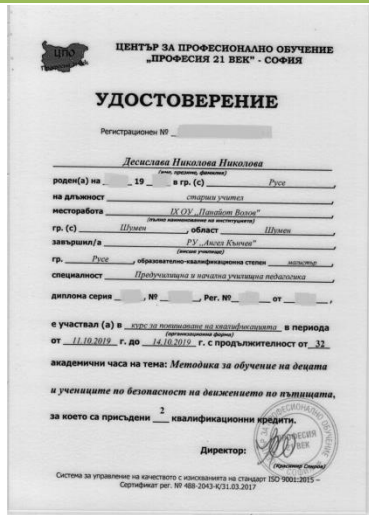 ЦПО
ЦЕНТЪР ЗА ПРОФЕСИОНАЛНО ОБУЧЕНИЕ
„ПРОФЕСИЯ 21 ВЕК" - СОФИЯ
УДОСТОВЕРЕНИЕ
Регистрационен №
Десислава Николова Николова
(име, презиме, фамилия)
роден(а) на 19 в гр. (с) Русе
на длъжност старши учител
месторабота IX ОУ „Панайот Волов"
(пълно наименование на институцията)
гр. (с) Шумен, област Шумен
завършил/а РУ „Ангел Кънчев"
(висше училище)
гр. Русе, образователно-квалификационна степен магистър
специалност Предучилищна и начална училищна педагогика
диплома серия , № , Рег. № от ,
е участвал (а) в курс за повишаване на квалификацията в периода
(организационна форма)
от 11.10.2019 г. до 14.10.2019 г. с продължителност от 32
академични часа на тема: Методика за обучение на децата
и учениците по безопасност на движението по пътищата,
за което са присъдени 2 квалификационни кредити.
Директор:
(Красимир Спиров)
Система за управление на качеството с изискванията на стандарт ISO 9001:2015 –
Сертификат рег. № 488-2043-К/31.03.2017